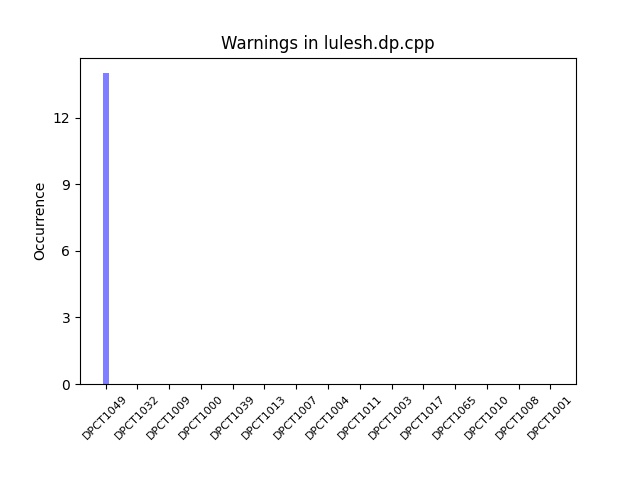 Warnings in lulesh.dp.cpp
Occurrence
12
9
6
3
0
DPCT1049
DPCT1032
DPCT1009
DPCT1000
DPCT1039
DPCT1013
DPCT1007
DPCT1004
DPCT1011
DPCT1003
DPCT1017
DPCT1065
DPCT1010
DPCT1008
DPCT1001